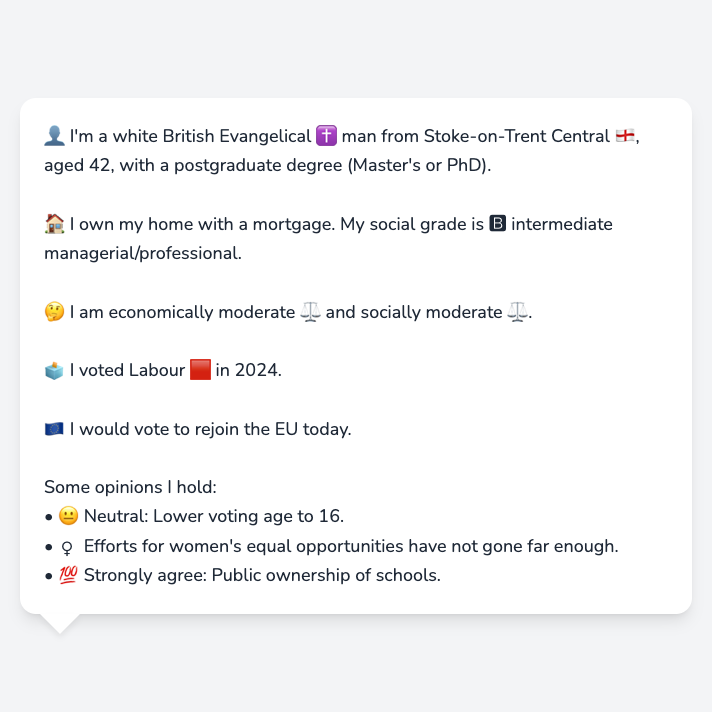 👤 I'm a white British Evangelical ✝️ man from Stoke-on-Trent Central 🏴󠁧󠁢󠁥󠁮󠁧󠁿,
aged 42, with a postgraduate degree (Master's or PhD).
🏠 I own my home with a mortgage. My social grade is 🅱 intermediate
managerial/professional.
🤔 I am economically moderate ⚖️ and socially moderate ⚖️.
🗳️ I voted Labour 🟥 in 2024.
🇪🇺 I would vote to rejoin the EU today.
Some opinions I hold:
• 😐 Neutral: Lower voting age to 16.
• ♀ Efforts for women's equal opportunities have not gone far enough.
• 💯 Strongly agree: Public ownership of schools.